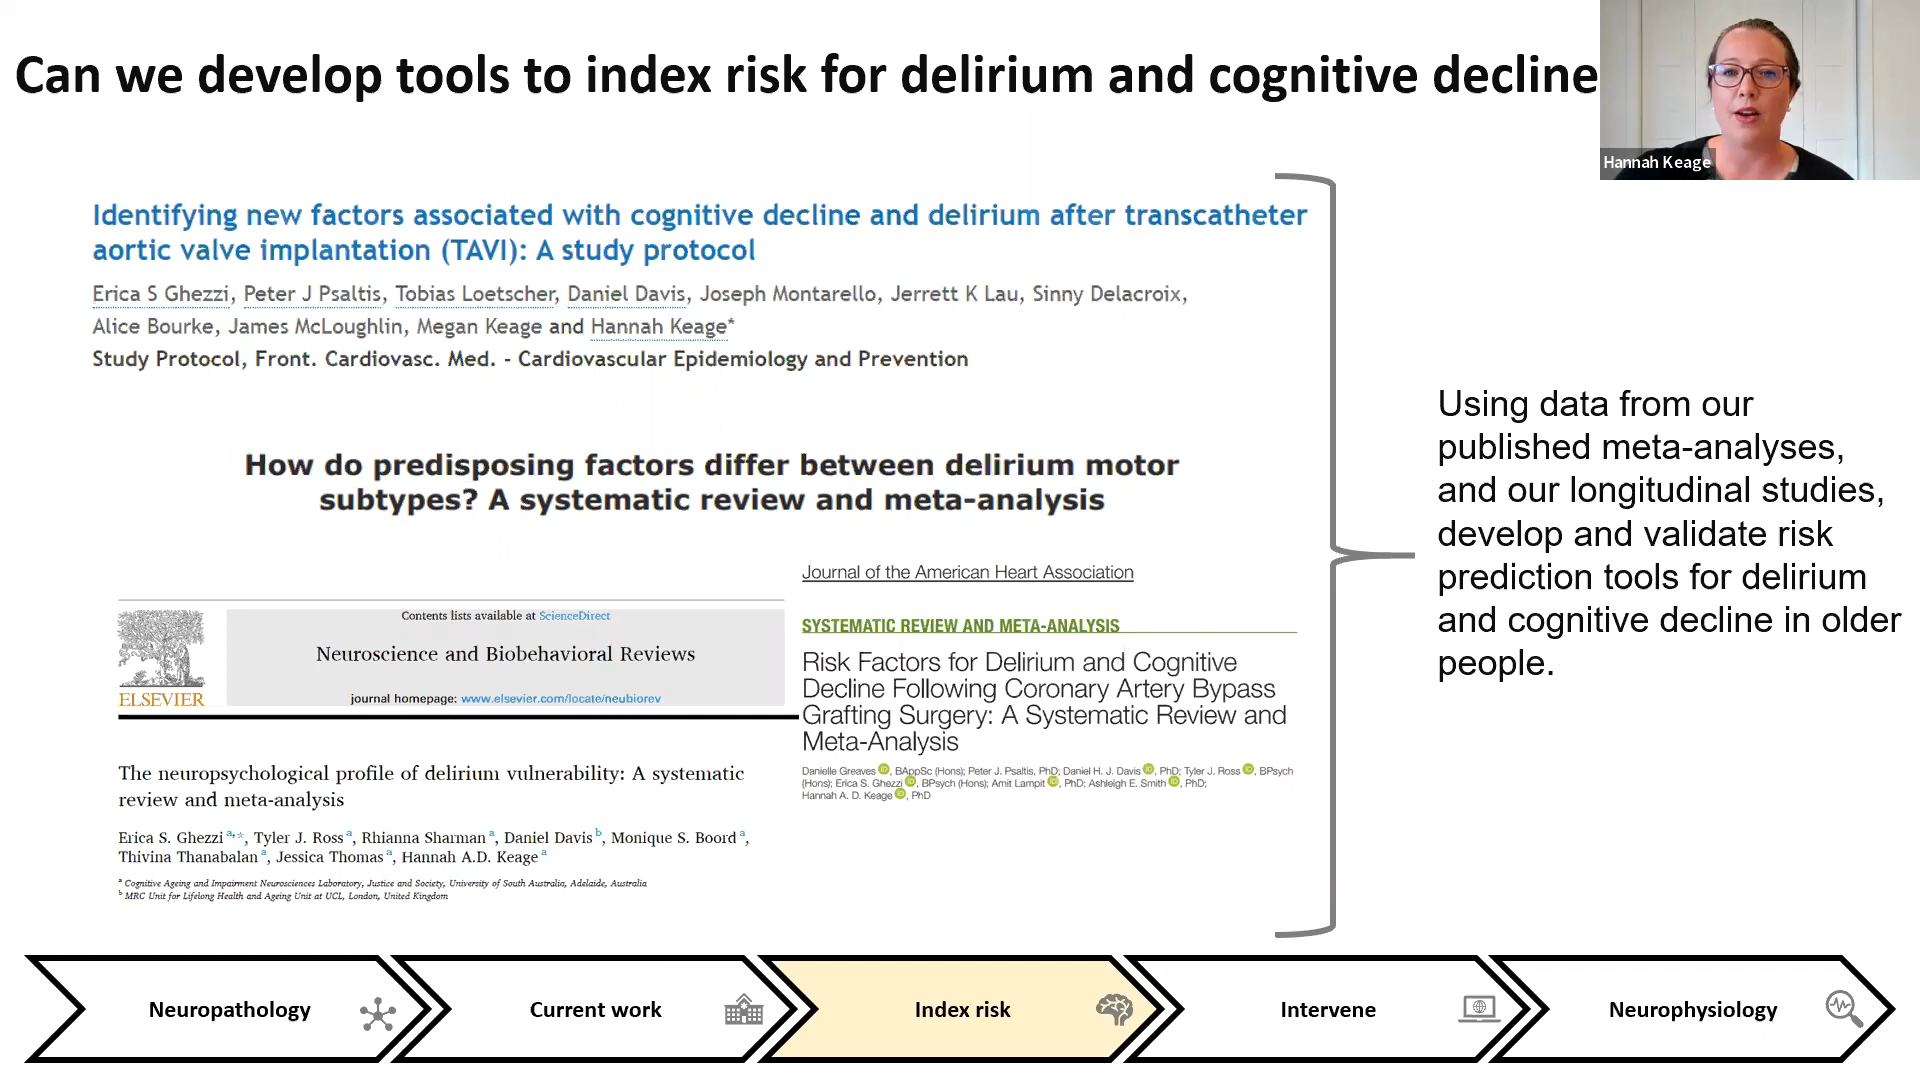 Can we develop tools to index risk for delirium and cognitive decline
Hannah Keage
Identifying new factors associated with cognitive decline and delirium after transcatheter
aortic valve implantation (TAVI): A study protocol
Erica S Ghezzi, Peter J Psaltis, Tobias Loetscher, Daniel Davis, Joseph Montarello, Jerrett K Lau, Sinny Delacroix,
Alice Bourke, James McLoughlin, Megan Keage and Hannah Keage*
Study Protocol, Front. Cardiovasc. Med. - Cardiovascular Epidemiology and Prevention
How do predisposing factors differ between delirium motor
subtypes? A systematic review and meta-analysis
Contents lists available at ScienceDirect
Neuroscience and Biobehavioral Reviews
journal homepage: www.elsevier.com/locate/neubiorev
ELSEVIER
The neuropsychological profile of delirium vulnerability: A systematic
review and meta-analysis
Erica S. Ghezzi a,*, Tyler J. Ross a, Rhianna Sharman a, Daniel Davis b, Monique S. Boord a,
Thivina Thanabalan a, Jessica Thomas a, Hannah A.D. Keage a
a Cognitive Ageing and Impairment Neurosciences Laboratory, Justice and Society, University of South Australia, Adelaide, Australia
b MRC Unit for Lifelong Health and Ageing Unit at UCL, London, United Kingdom
Journal of the American Heart Association
SYSTEMATIC REVIEW AND META-ANALYSIS
Risk Factors for Delirium and Cognitive
Decline Following Coronary Artery Bypass
Grafting Surgery: A Systematic Review and
Meta-Analysis
Danielle Greaves iD, BAppSc (Hons); Peter J. Psaltis, PhD; Daniel H. J. Davis iD, PhD; Tyler J. Ross iD, BPsych
(Hons); Erica S. Ghezzi iD, BPsych (Hons); Amit Lampit iD, PhD; Ashleigh E. Smith iD, PhD;
Hannah A. D. Keage iD, PhD
Using data from our
published meta-analyses,
and our longitudinal studies,
develop and validate risk
prediction tools for delirium
and cognitive decline in older
people.
Neuropathology
Current work
Index risk
Intervene
Neurophysiology